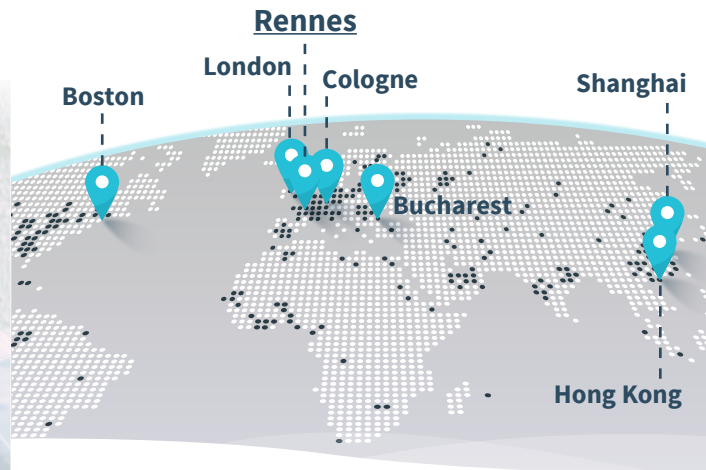 Rennes
London
Cologne
Boston
Shanghai
Bucharest
Hong Kong